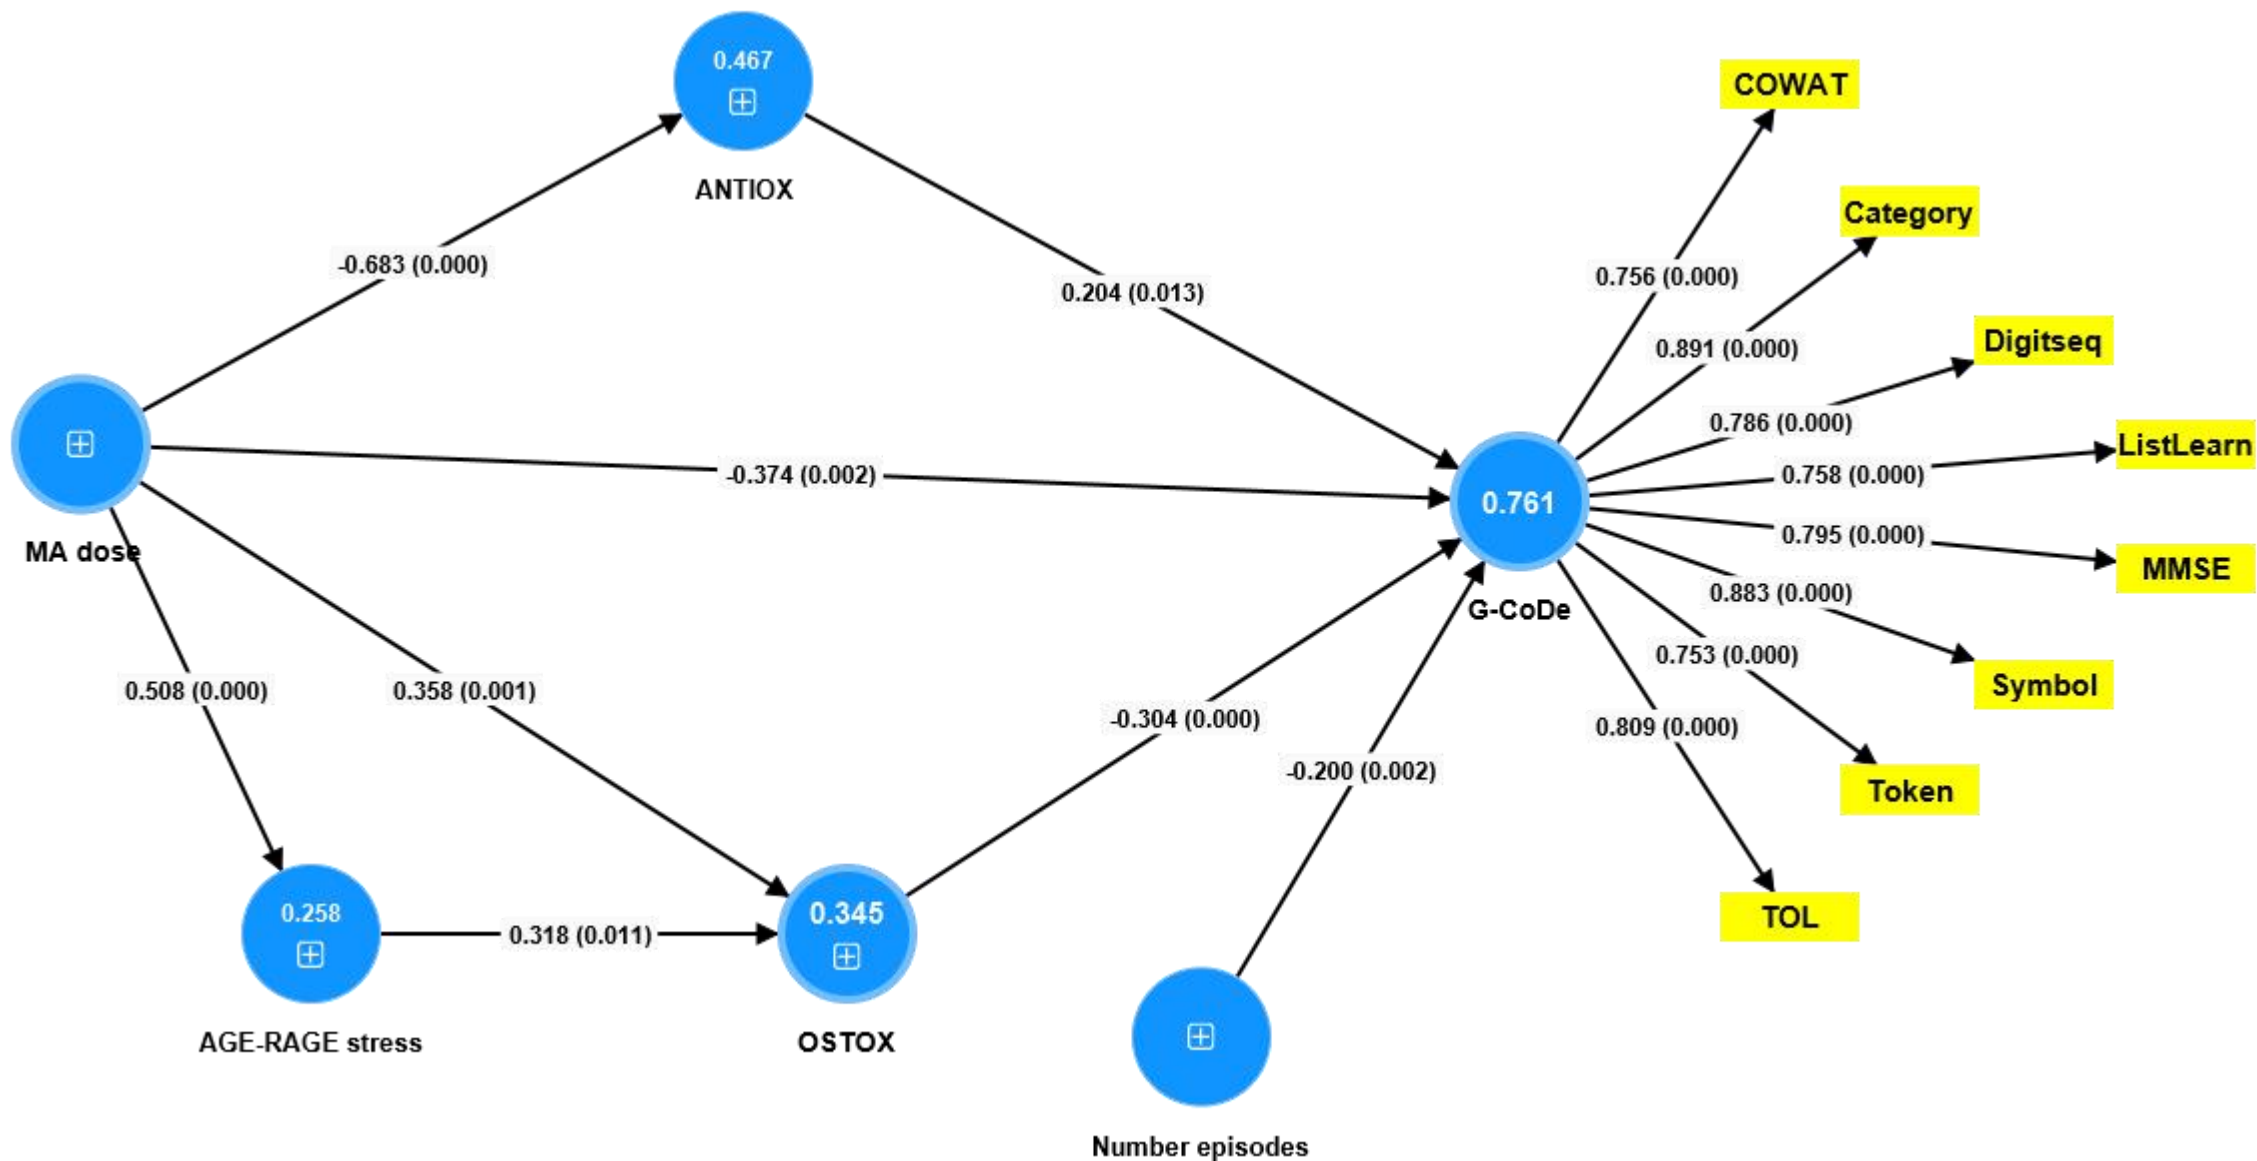 0.467
COWAT
ANTIOX
Category
-0.683 (0.000)
0.756 (0.000)
0.204 (0.013)
Digitseq
0.891 (0.000)
0.786 (0.000)
ListLearn
0.758 (0.000)
-0.374 (0.002)
0.761
0.795 (0.000)
MA dose
MMSE
0.883 (0.000)
G-CoDe
0.753 (0.000)
Symbol
0.508 (0.000)
0.358 (0.001)
-0.304 (0.000)
0.809 (0.000)
-0.200 (0.002)
Token
0.258
0.345
TOL
0.318 (0.011)
AGE-RAGE stress
OSTOX
Number episodes